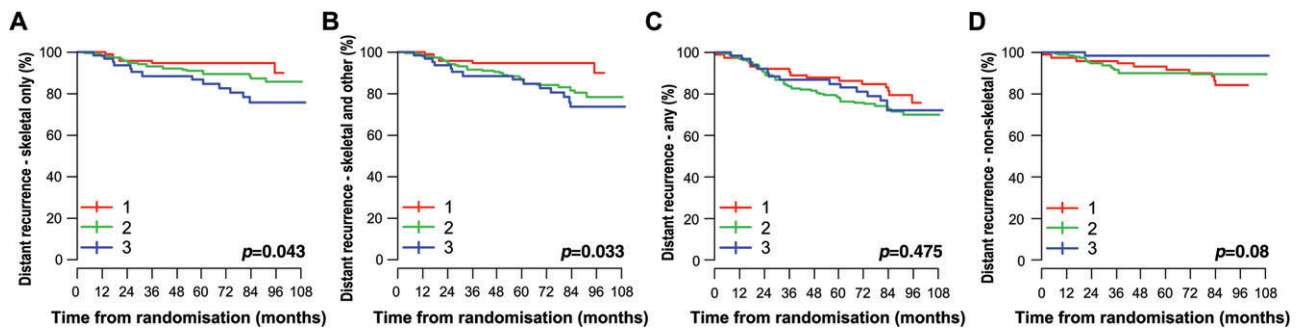 A
Distant recurrence - skeletal only (%)
100
80
60
40
20
0
1
2
3
p=0.043
0 12 24 36 48 60 72 84 96 108
Time from randomisation (months)
B
Distant recurrence - skeletal and other (%)
100
80
60
40
20
0
1
2
3
p=0.033
0 12 24 36 48 60 72 84 96 108
Time from randomisation (months)
C
Distant recurrence - any (%)
100
80
60
40
20
0
1
2
3
p=0.475
0 12 24 36 48 60 72 84 96 108
Time from randomisation (months)
D
Distant recurrence - non-skeletal (%)
100
80
60
40
20
0
1
2
3
p=0.08
0 12 24 36 48 60 72 84 96 108
Time from randomisation (months)